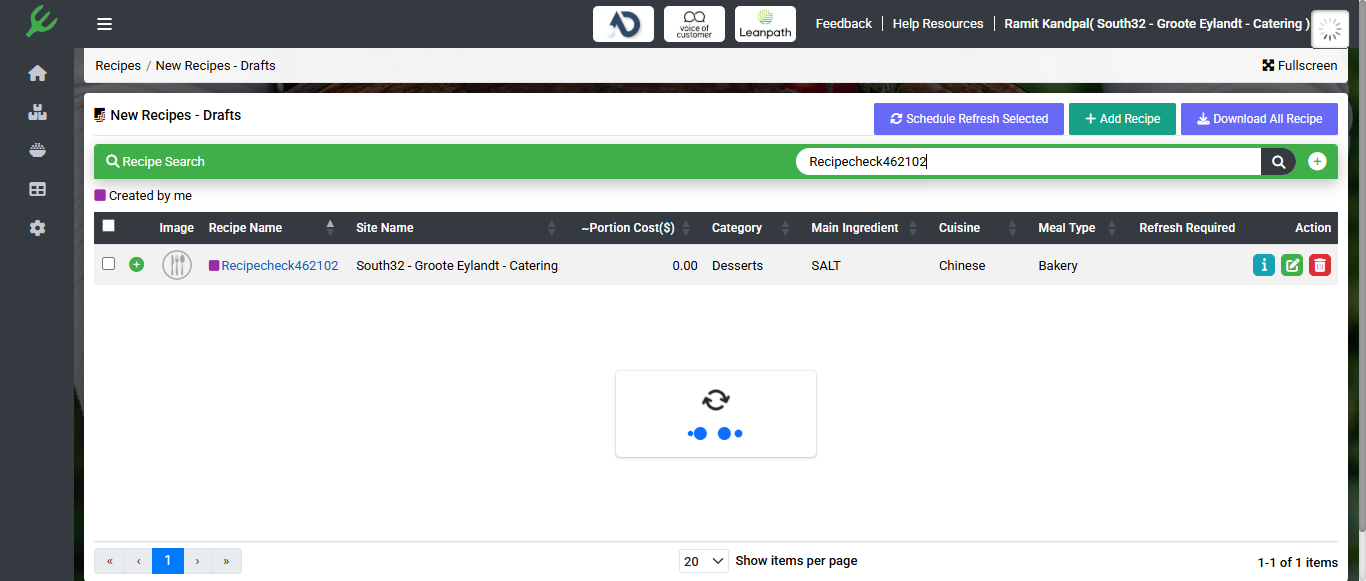 voice of customer
Leanpath
Feedback
Help Resources
Ramit Kandpal( South32 - Groote Eylandt - Catering )
Recipes / New Recipes - Drafts
Fullscreen
New Recipes - Drafts
Schedule Refresh Selected
+ Add Recipe
Download All Recipe
Recipe Search
Recipecheck462102
Created by me
Image Recipe Name Site Name ~Portion Cost($) Category Main Ingredient Cuisine Meal Type Refresh Required Action
Recipecheck462102 South32 - Groote Eylandt - Catering 0.00 Desserts SALT Chinese Bakery
« ‹ 1 › »
20 Show items per page
1-1 of 1 items